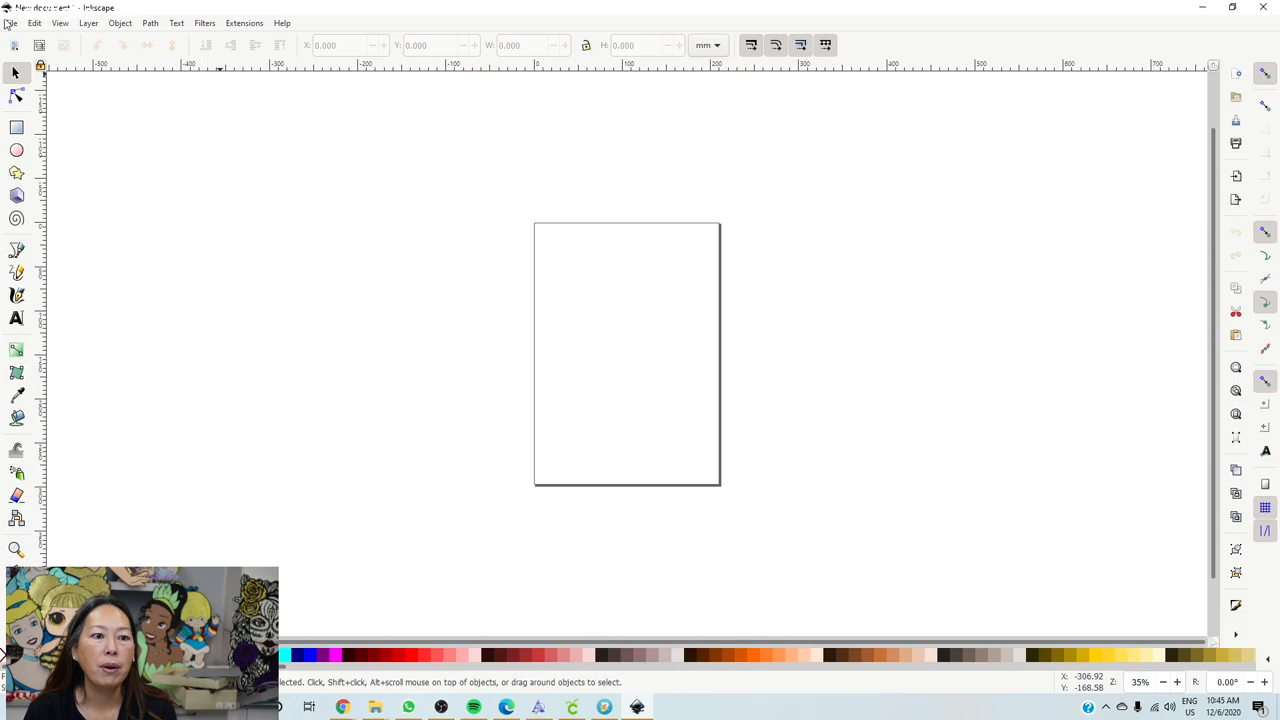 New document 1 - Inkscape
File Edit View Layer Object Path Text Filters Extensions Help
X: 0.000 Y: 0.000 W: 0.000 H: 0.000 mm
-500 -400 -300 -200 -100 0 100 200 300 400 500 600 700
A
lected. Click, Shift+click, Alt+scroll mouse on top of objects, or drag around objects to select.
X: -306.92
Y: -168.58
Z: 35% R: 0.00°
ENG
US
10:45 AM
12/6/2020